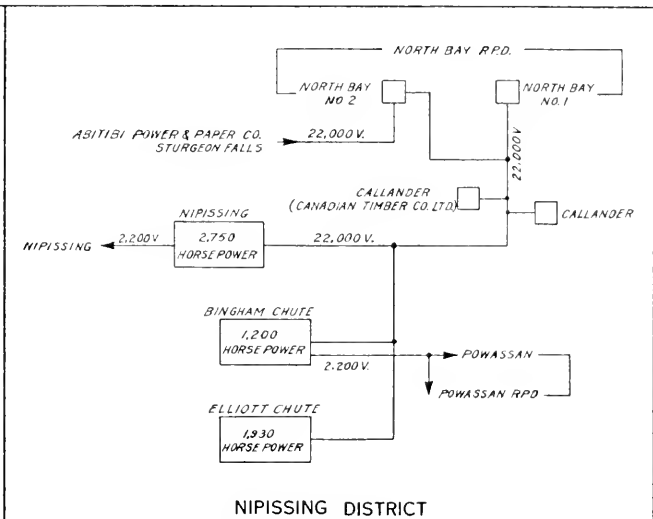 NORTH BAY R.P.D.
NORTH BAY
NO. 2
NORTH BAY
NO. 1
ABITIBI POWER & PAPER CO.
STURGEON FALLS
22,000 V.
22,000 V.
CALLANDER
(CANADIAN TIMBER CO. LTD.)
CALLANDER
NIPISSING
NIPISSING
2,200 V
2,750
HORSE POWER
22,000 V.
BINGHAM CHUTE
1,200
HORSE POWER
2,200 V.
POWASSAN
POWASSAN RPD
ELLIOTT CHUTE
1,930
HORSE POWER
NIPISSING DISTRICT